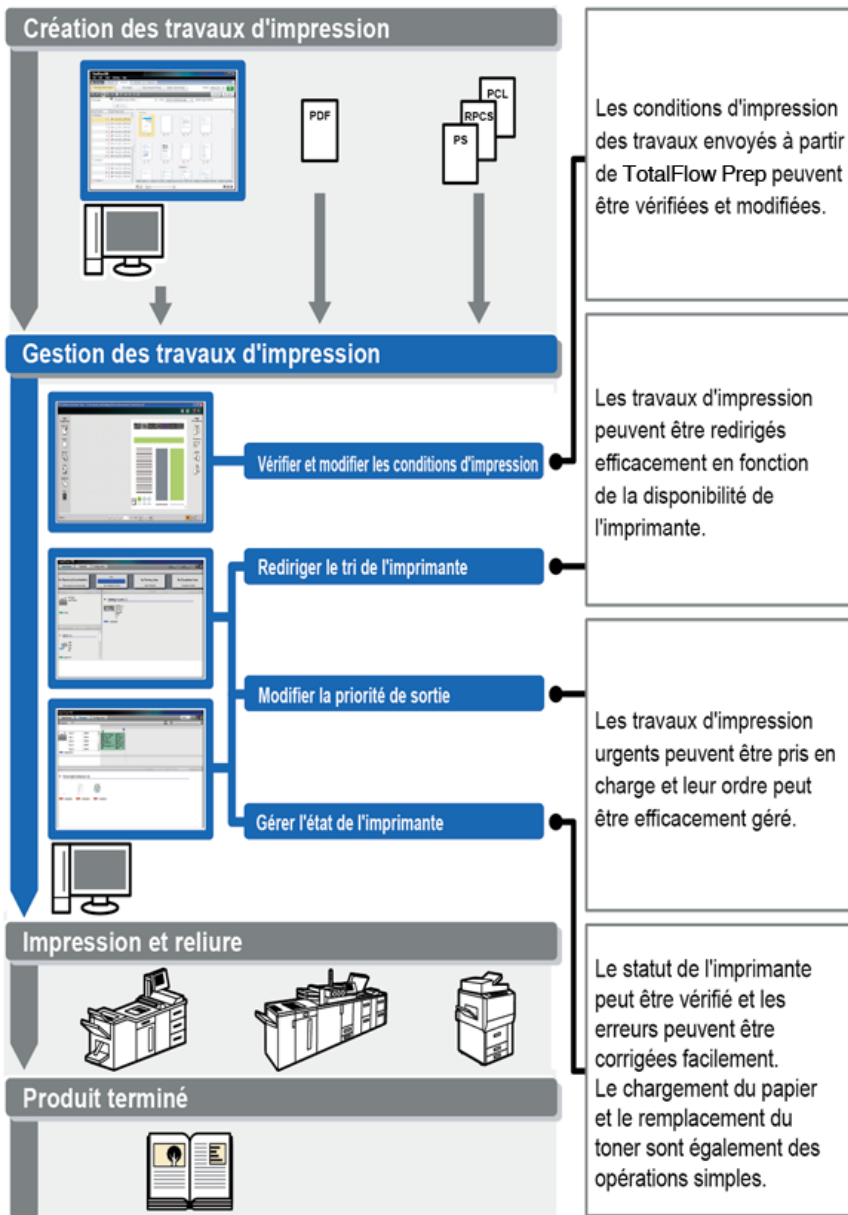 Création des travaux d'impression
PDF
PCL
RPCS
PS
Les conditions d'impression
des travaux envoyés à partir
de TotalFlow Prep peuvent
être vérifiées et modifiées.
Gestion des travaux d'impression
Vérifier et modifier les conditions d'impression
Les travaux d'impression
peuvent être redirigés
efficacement en fonction
de la disponibilité de
l'imprimante.
Rediriger le tri de l'imprimante
Modifier la priorité de sortie
Les travaux d'impression
urgents peuvent être pris en
charge et leur ordre peut
être efficacement géré.
Gérer l'état de l'imprimante
Impression et reliure
Le statut de l'imprimante
peut être vérifié et les
erreurs peuvent être
corrigées facilement.
Le chargement du papier
et le remplacement du
toner sont également des
opérations simples.
Produit terminé